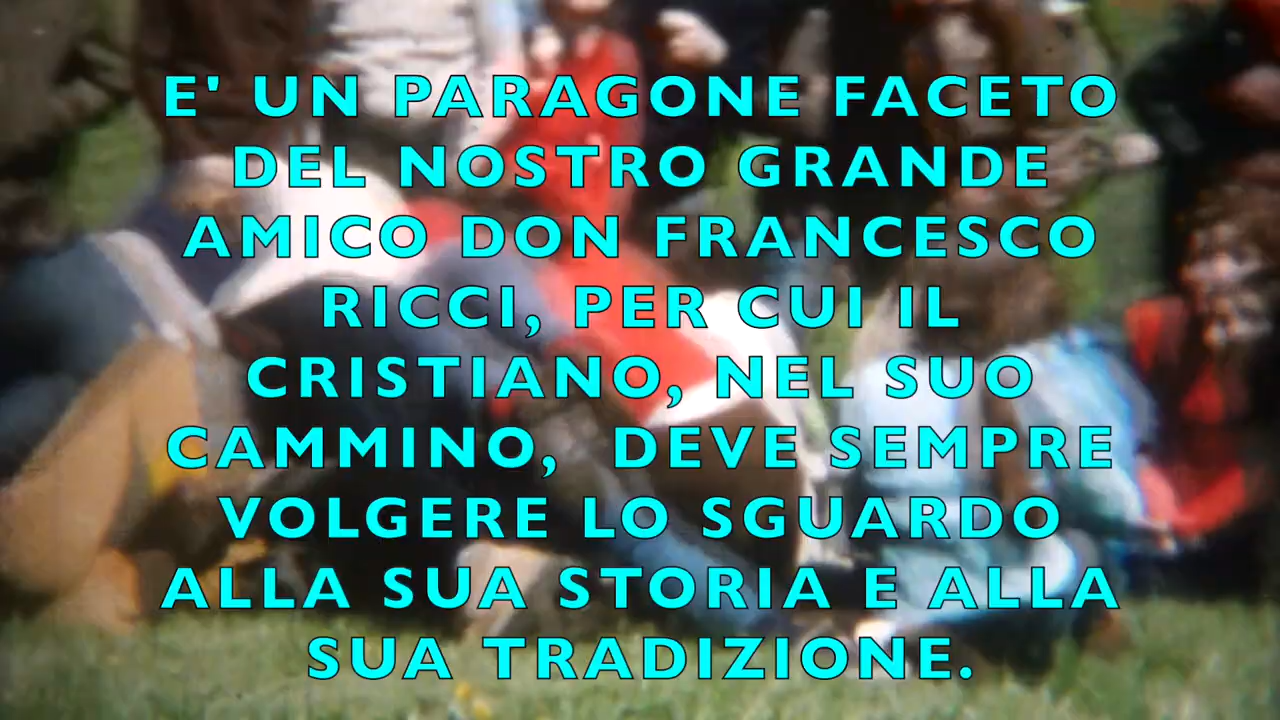 E' UN PARAGONE FACETO
DEL NOSTRO GRANDE
AMICO DON FRANCESCO
RICCI, PER CUI IL
CRISTIANO, NEL SUO
CAMMINO, DEVE SEMPRE
VOLGERE LO SGUARDO
ALLA SUA STORIA E ALLA
SUA TRADIZIONE.